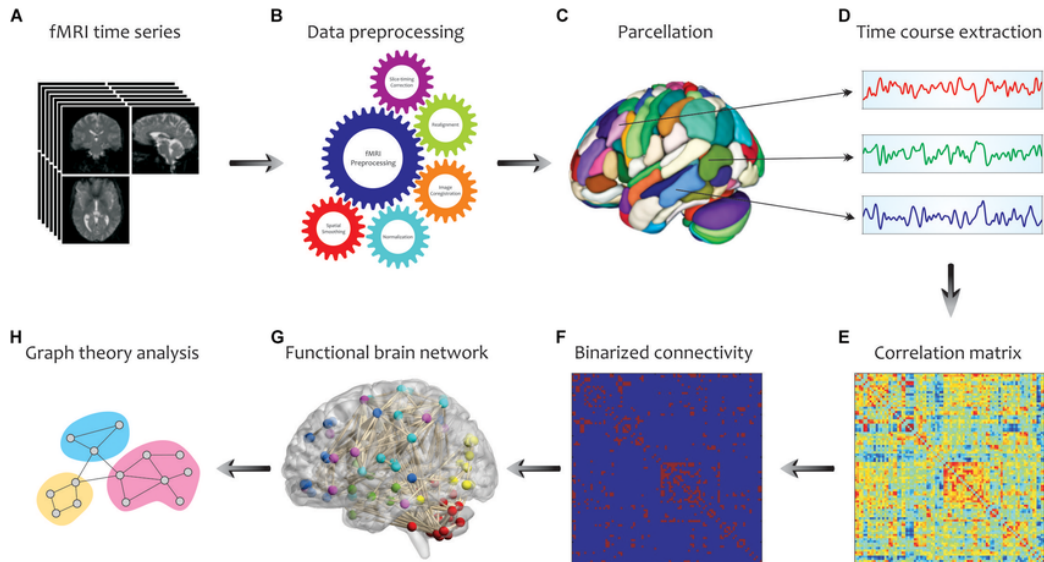 A
fMRI time series
B
Data preprocessing
Slice-timing
Correction
Realignment
fMRI
Preprocessing
Image
Coregistration
Spatial
Smoothing
Normalization
C
Parcellation
D
Time course extraction
H
Graph theory analysis
G
Functional brain network
F
Binarized connectivity
E
Correlation matrix